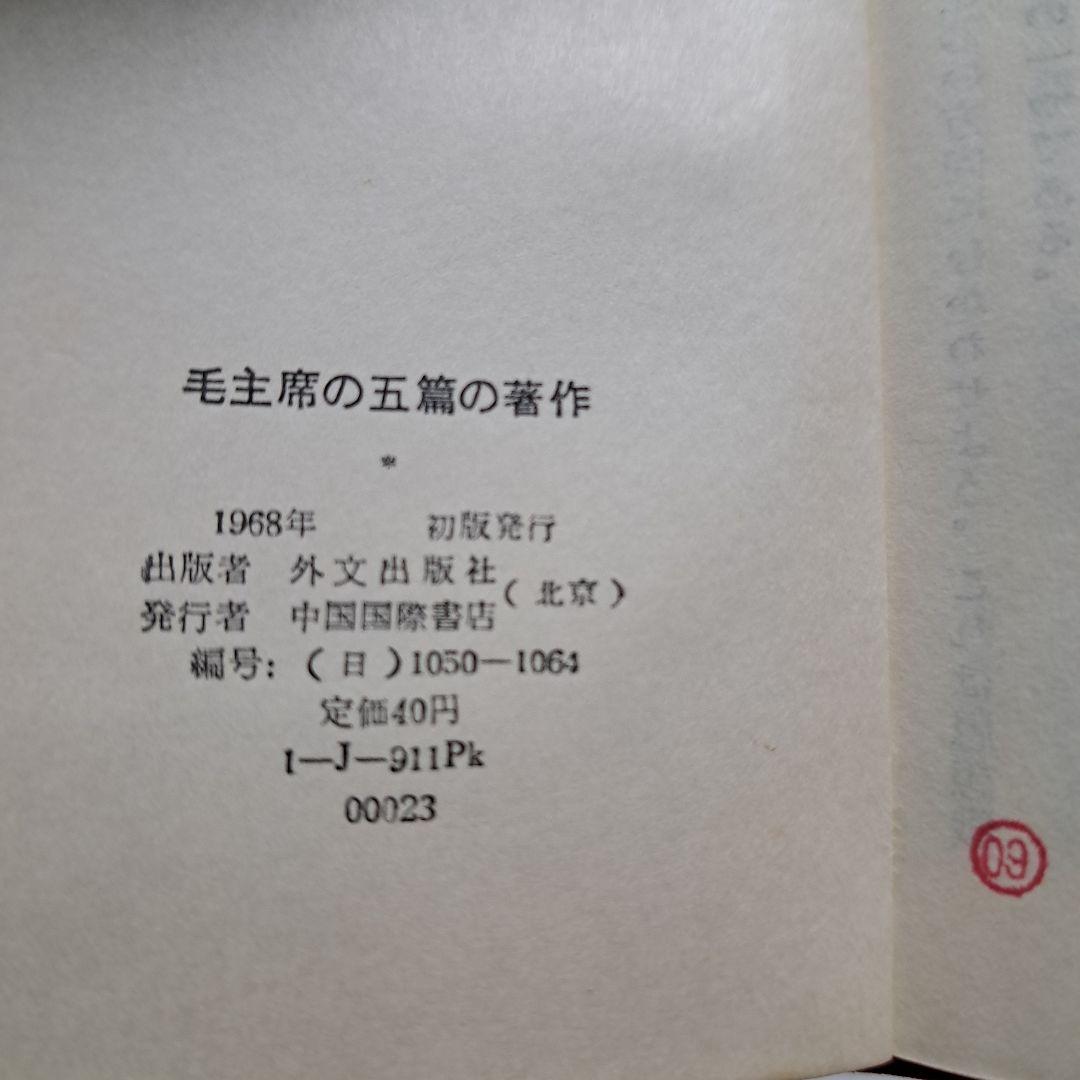 毛主席の五篇の著作
*
1968年 初版発行
出版者 外文出版社
(北京)
発行者 中国国際書店
編号:(日)1050—1064
定価40円
1—J—911Pk
00023